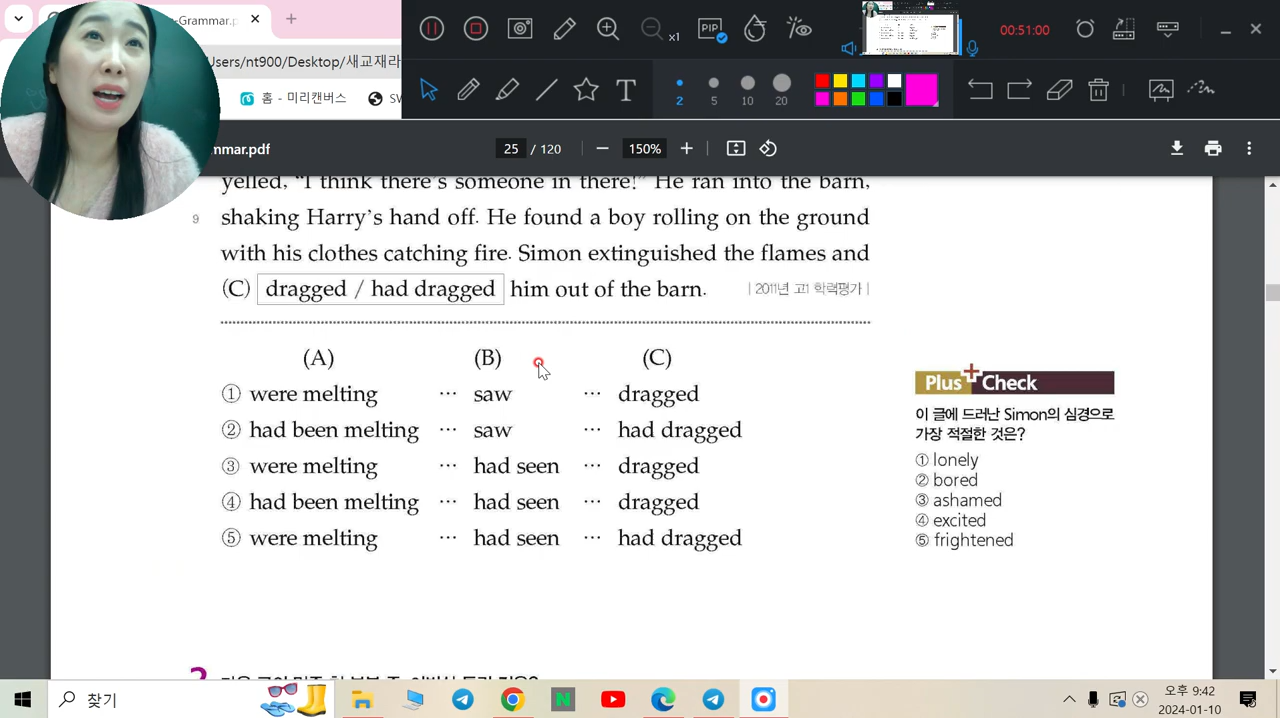 Grammar.p
Jsers/nt900/Desktop/새교재라
홈 - 미리캔버스
x1
PIP
00:51:00
T
2 5 10 20
mmar.pdf
25 / 120
150%
yelled, “I think there’s someone in there!” He ran into the barn,
9
shaking Harry’s hand off. He found a boy rolling on the ground
with his clothes catching fire. Simon extinguished the flames and
(C) dragged / had dragged him out of the barn.
| 2011년 고1 학력평가 |
(A) (B) (C)
① were melting … saw … dragged
② had been melting … saw … had dragged
③ were melting … had seen … dragged
④ had been melting … had seen … dragged
⑤ were melting … had seen … had dragged
Plus + Check
이 글에 드러난 Simon의 심경으로
가장 적절한 것은?
① lonely
② bored
③ ashamed
④ excited
⑤ frightened
찾기
N
오후 9:42
2024-01-10